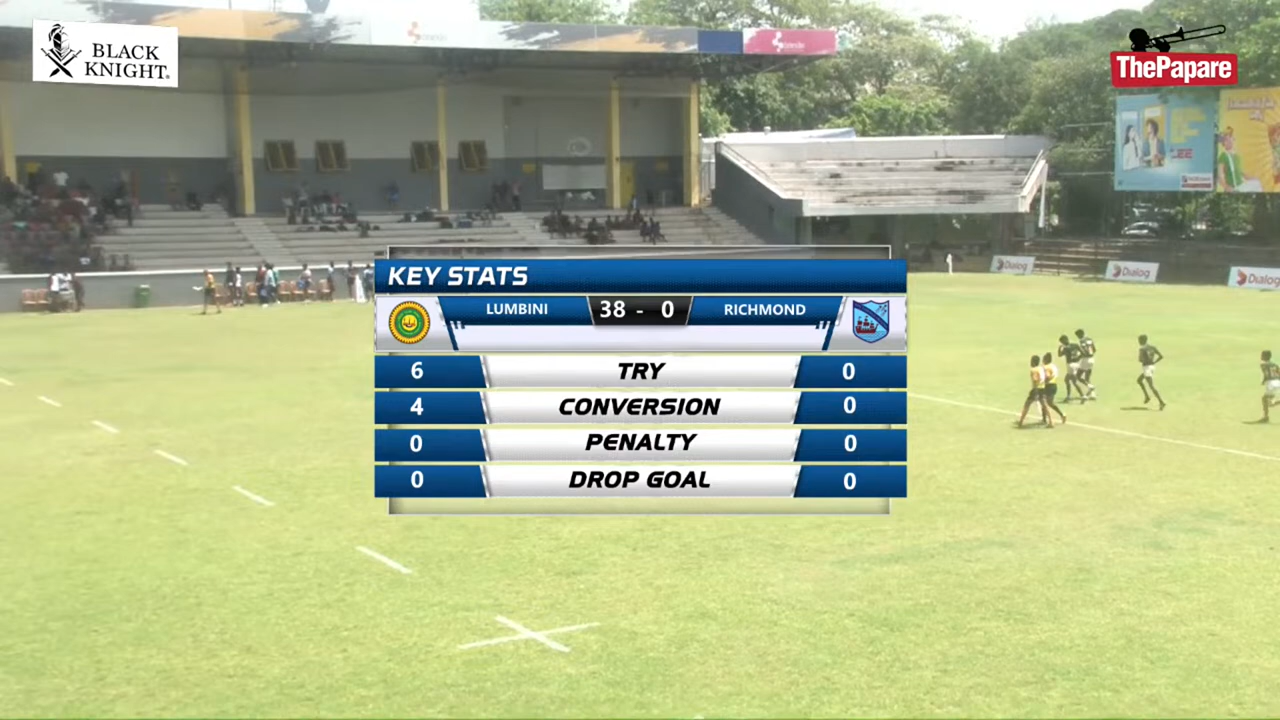 BLACK
KNIGHT®
ThePapare
Dialog
Dialog
Dialog
KEY STATS
LUMBINI 38 - 0 RICHMOND
6 TRY 0
4 CONVERSION 0
0 PENALTY 0
0 DROP GOAL 0